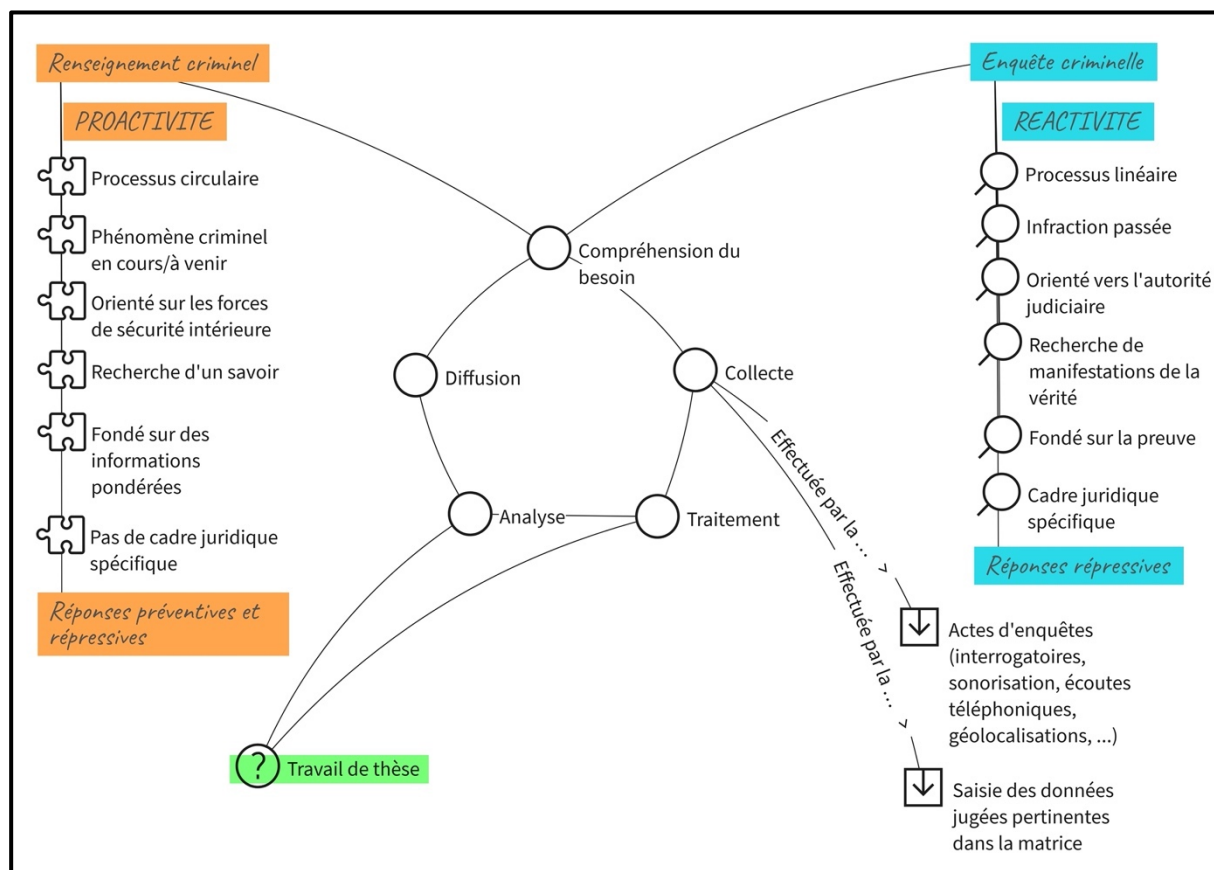 Renseignement criminel
PROACTIVITE
Processus circulaire
Phénomène criminel
en cours/à venir
Orienté sur les forces
de sécurité intérieure
Recherche d'un savoir
Fondé sur des
informations
pondérées
Pas de cadre juridique
spécifique
Réponses préventives et
répressives
Compréhension du
besoin
Diffusion
Collecte
Analyse
Traitement
?
Travail de thèse
Effectuée par la ... >
Effectuée par la ... >
Enquête criminelle
REACTIVITE
Processus linéaire
Infraction passée
Orienté vers l'autorité
judiciaire
Recherche de
manifestations de la
vérité
Fondé sur la preuve
Cadre juridique
spécifique
Réponses répressives
Actes d'enquêtes
(interrogatoires,
sonorisation, écoutes
téléphoniques,
géolocalisations, ...)
Saisie des données
jugées pertinentes
dans la matrice